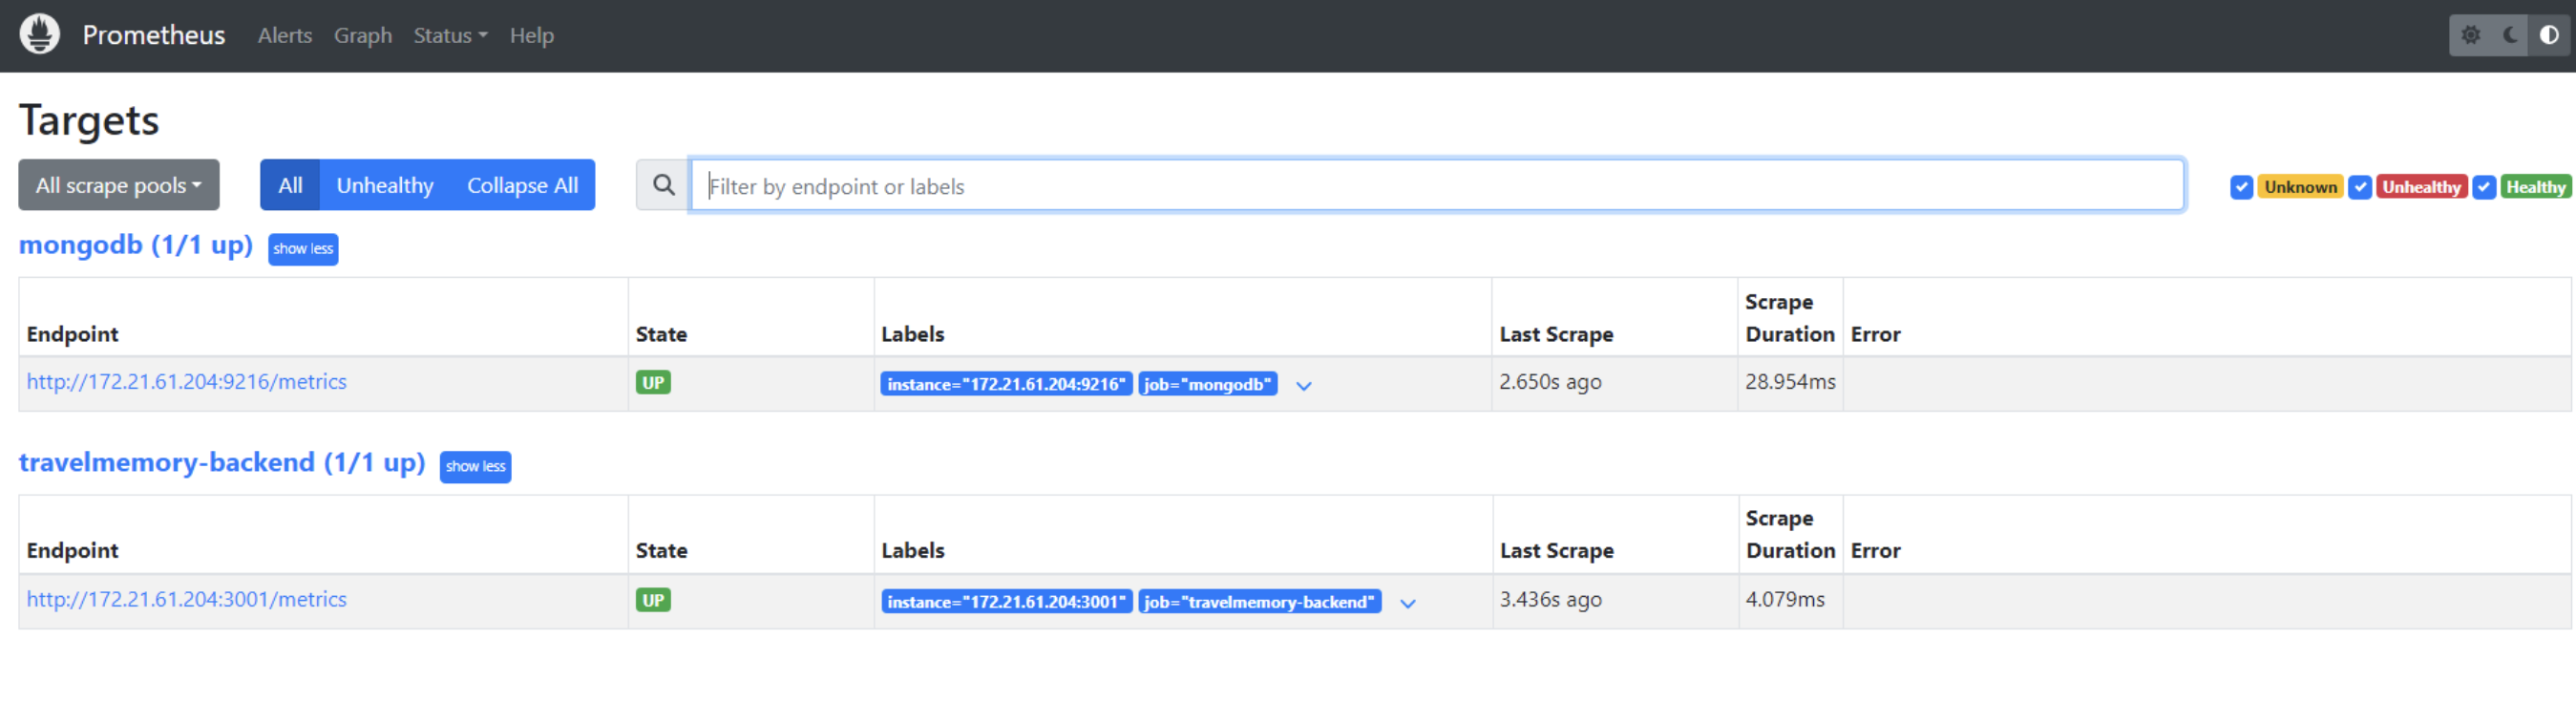 Prometheus Alerts Graph Status Help
Targets
All scrape pools All Unhealthy Collapse All Filter by endpoint or labels Unknown Unhealthy Healthy
mongodb (1/1 up) show less
Endpoint State Labels Last Scrape Scrape Duration Error
http://172.21.61.204:9216/metrics UP instance="172.21.61.204:9216" job="mongodb" 2.650s ago 28.954ms
travelmemory-backend (1/1 up) show less
Endpoint State Labels Last Scrape Scrape Duration Error
http://172.21.61.204:3001/metrics UP instance="172.21.61.204:3001" job="travelmemory-backend" 3.436s ago 4.079ms